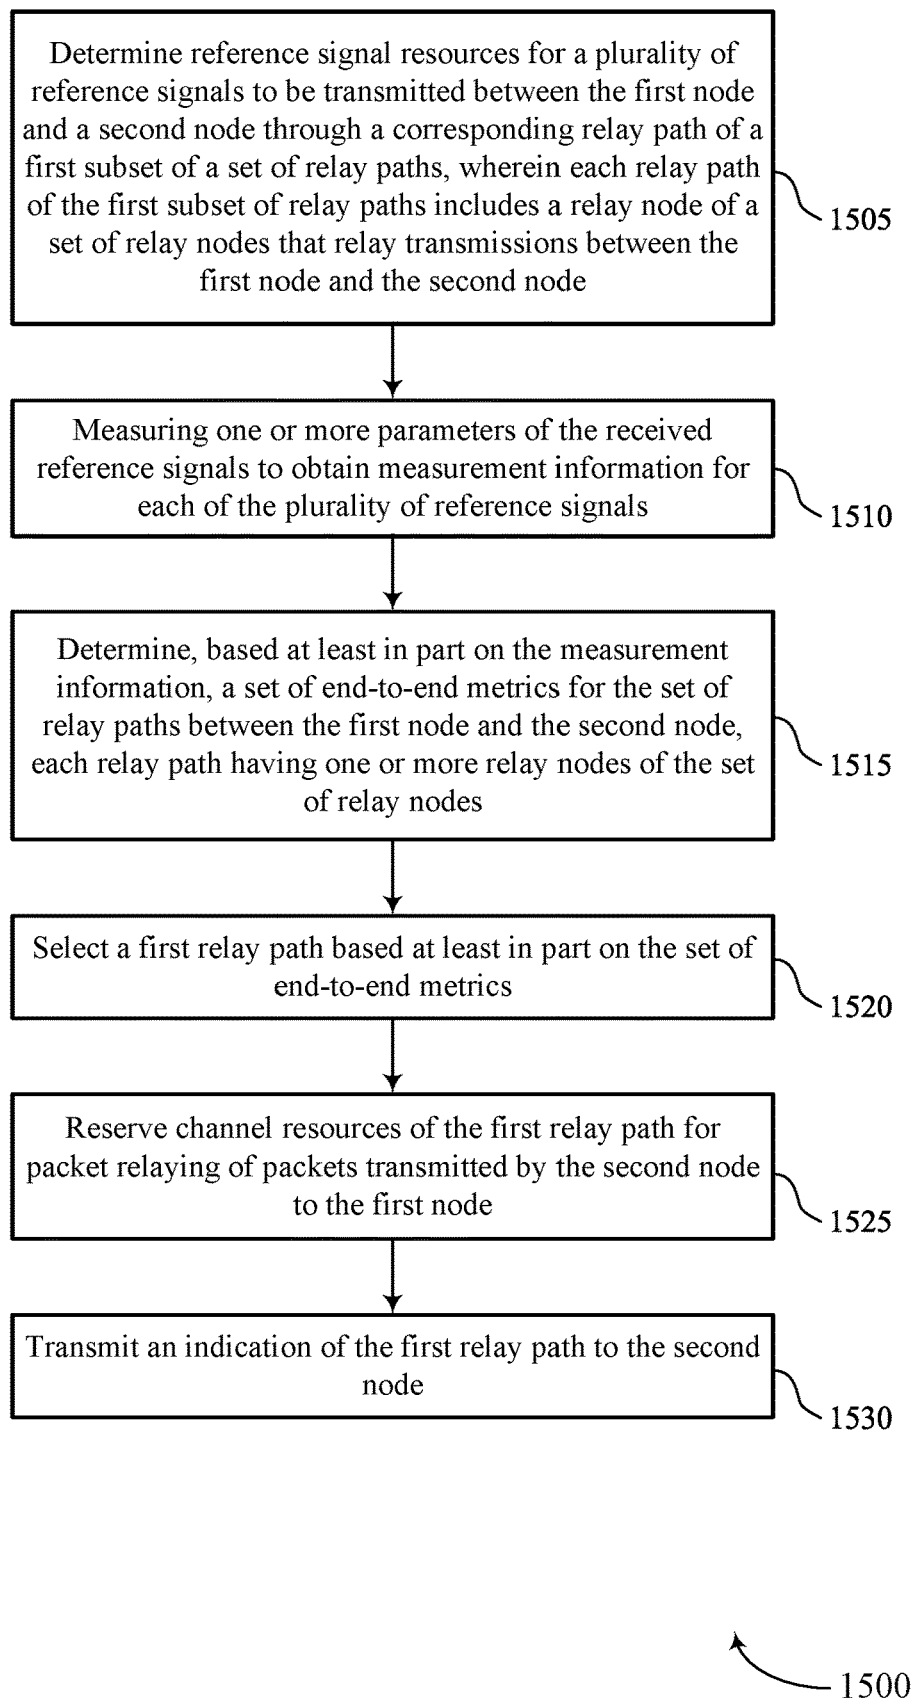 Determine reference signal resources for a plurality of
reference signals to be transmitted between the first node
and a second node through a corresponding relay path of a
first subset of a set of relay paths, wherein each relay path
of the first subset of relay paths includes a relay node of a
set of relay nodes that relay transmissions between the
first node and the second node
1505
Measuring one or more parameters of the received
reference signals to obtain measurement information for
each of the plurality of reference signals
1510
Determine, based at least in part on the measurement
information, a set of end-to-end metrics for the set of
relay paths between the first node and the second node,
each relay path having one or more relay nodes of the set
of relay nodes
1515
Select a first relay path based at least in part on the set of
end-to-end metrics
1520
Reserve channel resources of the first relay path for
packet relaying of packets transmitted by the second node
to the first node
1525
Transmit an indication of the first relay path to the second
node
1530
1500